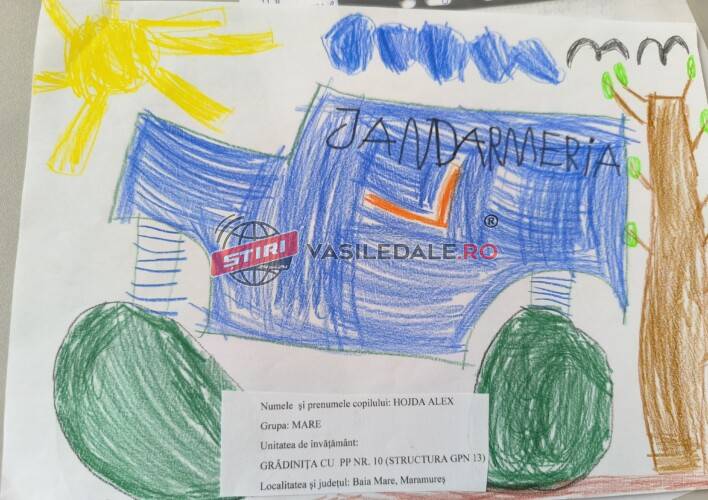 JANDARMERIA
®
ȘTIRI VASILEDALE.RO
Numele și prenumele copilului: HOJDA ALEX
Grupa: MARE
Unitatea de învățământ:
GRĂDINIȚA CU PP NR. 10 (STRUCTURA GPN 13)
Localitatea și județul: Baia Mare, Maramureș